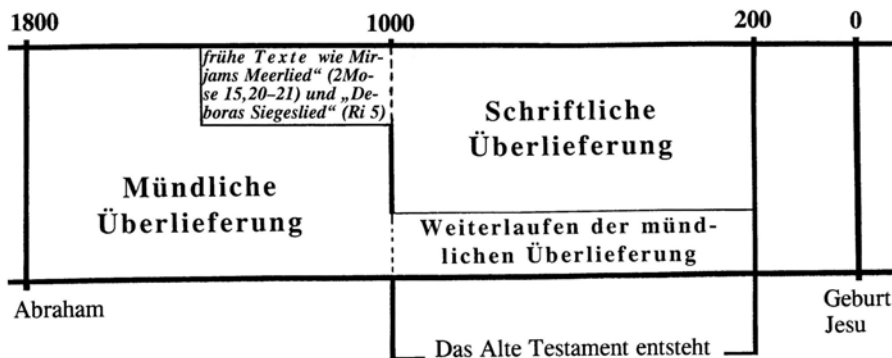 1800 1000 200 0
frühe Texte wie Mir-
jams Meerlied“ (2Mo-
se 15,20–21) und „De-
boras Siegeslied“ (Ri 5)
Schriftliche
Überlieferung
Mündliche
Überlieferung
Weiterlaufen der münd-
lichen Überlieferung
Abraham
Geburt
Jesu
Das Alte Testament entsteht